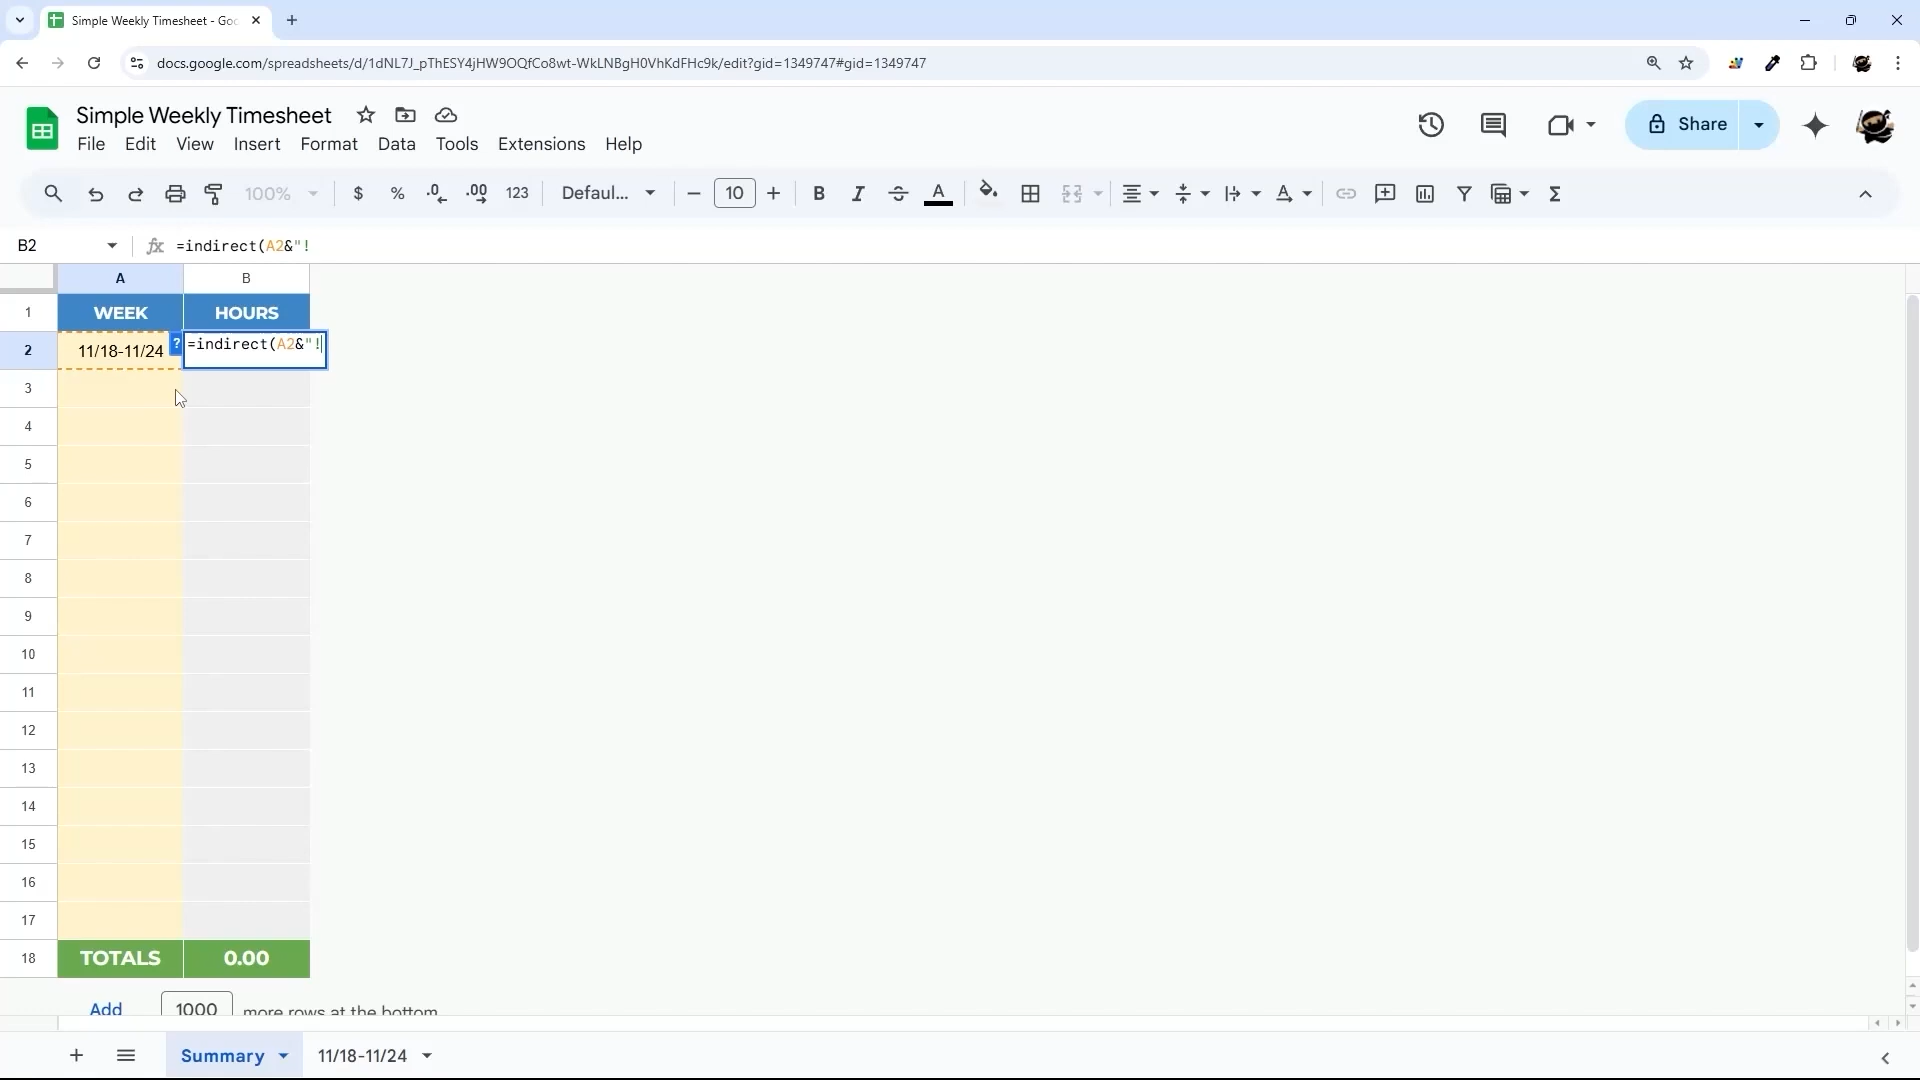 Simple Weekly Timesheet - Goo
docs.google.com/spreadsheets/d/1dNL7J_pThESY4jHW9OQfCo8wt-WkLNBgH0VhKdFHc9k/edit?gid=1349747#gid=1349747
Simple Weekly Timesheet
Share
File Edit View Insert Format Data Tools Extensions Help
100% $ % .0 .00 123 Defaul... 10 B I S A A Σ
B2 fx =indirect(A2&"!
A B
1 WEEK HOURS
2 11/18-11/24 ? =indirect(A2&"!
3
4
5
6
7
8
9
10
11
12
13
14
15
16
17
18 TOTALS 0.00
Add 1000 more rows at the bottom
Summary 11/18-11/24